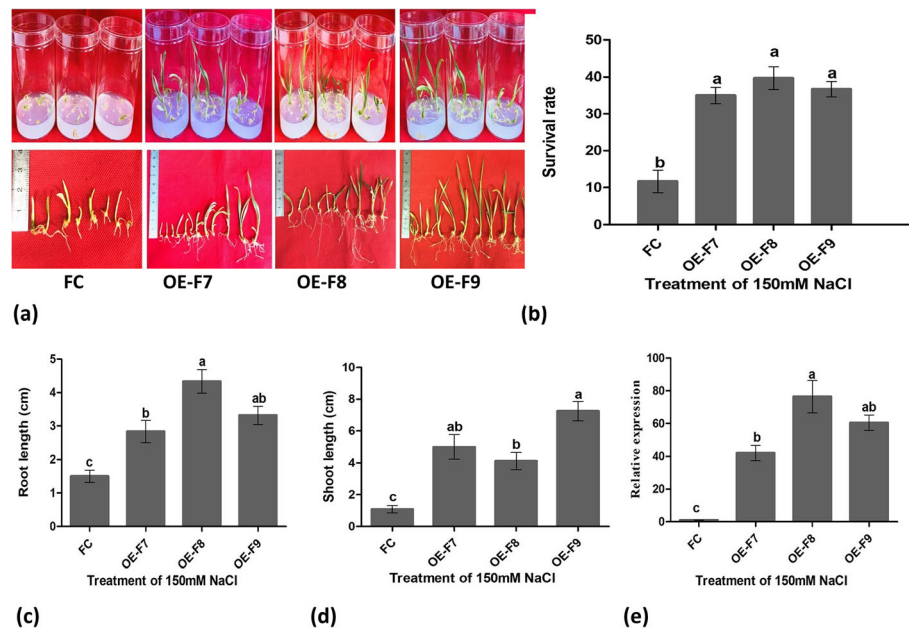 FC
OE-F7
OE-F8
OE-F9
(a)
Survival rate
50
40
30
20
10
0
b
a
a
a
FC
OE-F7
OE-F8
OE-F9
Treatment of 150mM NaCl
(b)
Root length (cm)
5
4
3
2
1
0
c
b
a
ab
FC
OE-F7
OE-F8
OE-F9
Treatment of 150mM NaCl
(c)
Shoot length (cm)
10
8
6
4
2
0
c
ab
b
a
FC
OE-F7
OE-F8
OE-F9
Treatment of 150mM NaCl
(d)
Relative expression
100
80
60
40
20
0
c
b
a
ab
FC
OE-F7
OE-F8
OE-F9
Treatment of 150mM NaCl
(e)